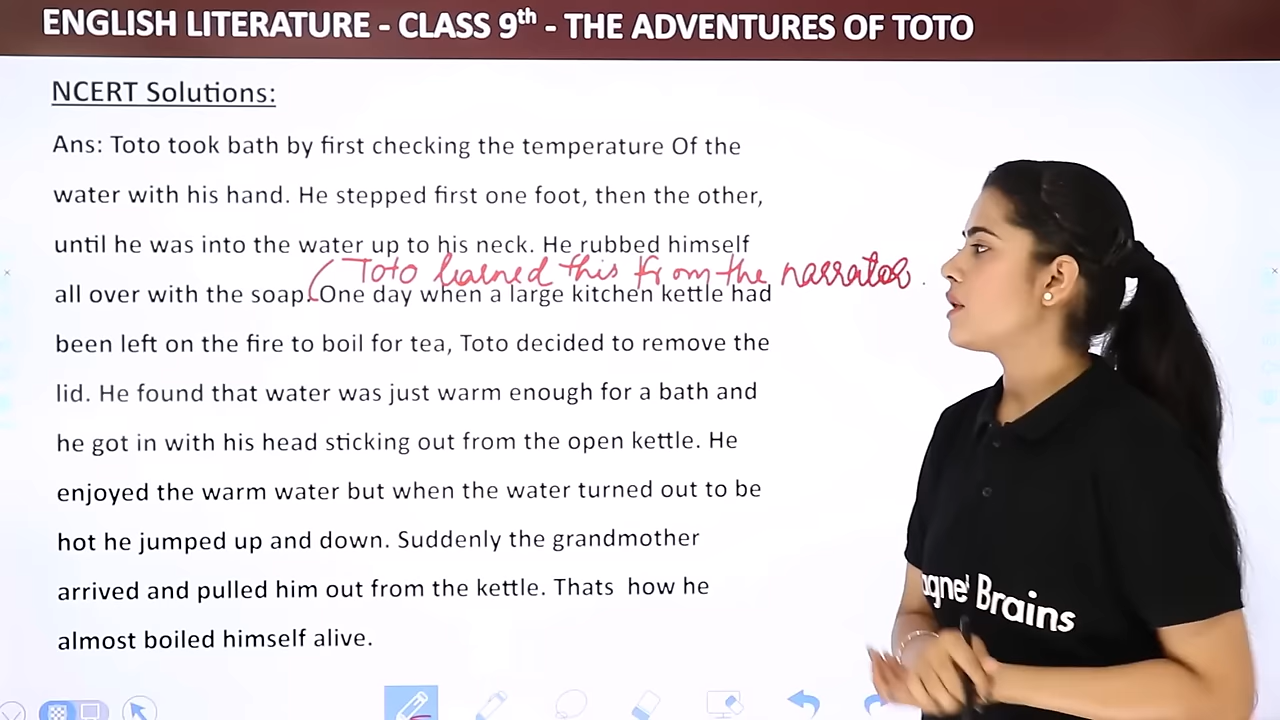 ENGLISH LITERATURE - CLASS 9th - THE ADVENTURES OF TOTO
NCERT Solutions:
Ans: Toto took bath by first checking the temperature Of the
water with his hand. He stepped first one foot, then the other,
until he was into the water up to his neck. He rubbed himself
(Toto learned this from the narrator.
all over with the soap. One day when a large kitchen kettle had
been left on the fire to boil for tea, Toto decided to remove the
lid. He found that water was just warm enough for a bath and
he got in with his head sticking out from the open kettle. He
enjoyed the warm water but when the water turned out to be
hot he jumped up and down. Suddenly the grandmother
arrived and pulled him out from the kettle. Thats how he
almost boiled himself alive.
agnet Brains